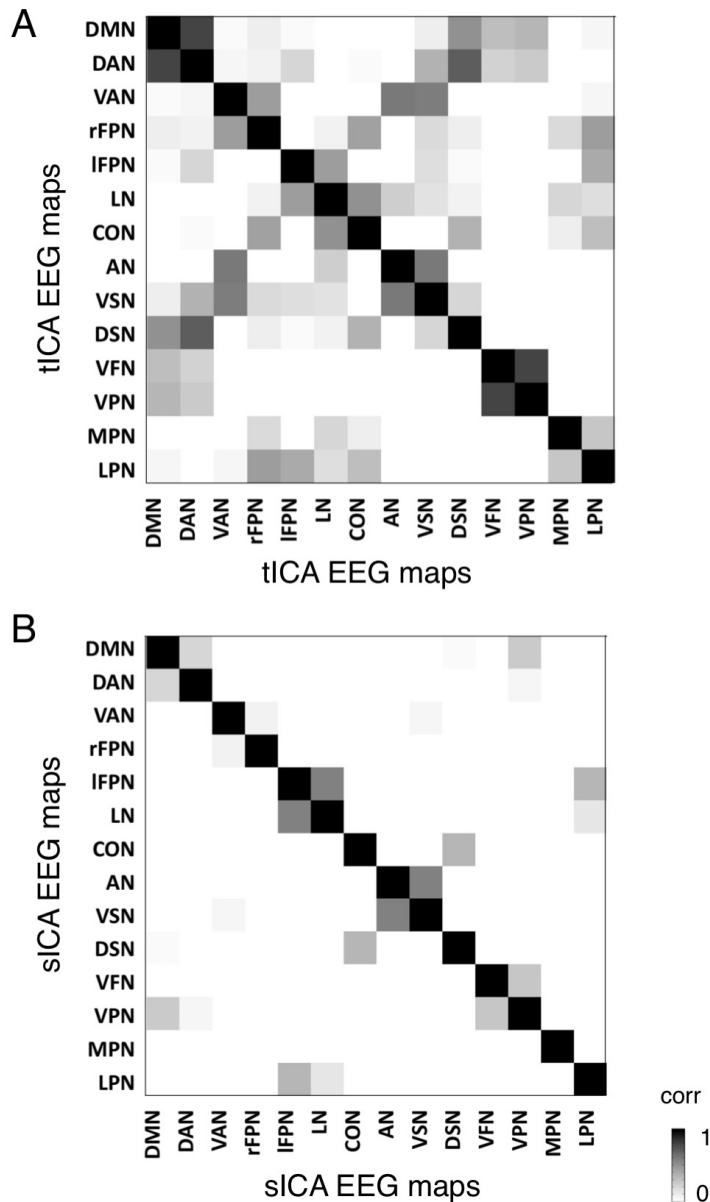 A
DMN
DAN
VAN
rFPN
lFPN
LN
CON
AN
VSN
DSN
VFN
VPN
MPN
LPN
tICA EEG maps
DMN DAN VAN rFPN lFPN LN CON AN VSN DSN VFN VPN MPN LPN
tICA EEG maps
B
DMN
DAN
VAN
rFPN
lFPN
LN
CON
AN
VSN
DSN
VFN
VPN
MPN
LPN
sICA EEG maps
DMN DAN VAN rFPN lFPN LN CON AN VSN DSN VFN VPN MPN LPN
sICA EEG maps
corr
1
0